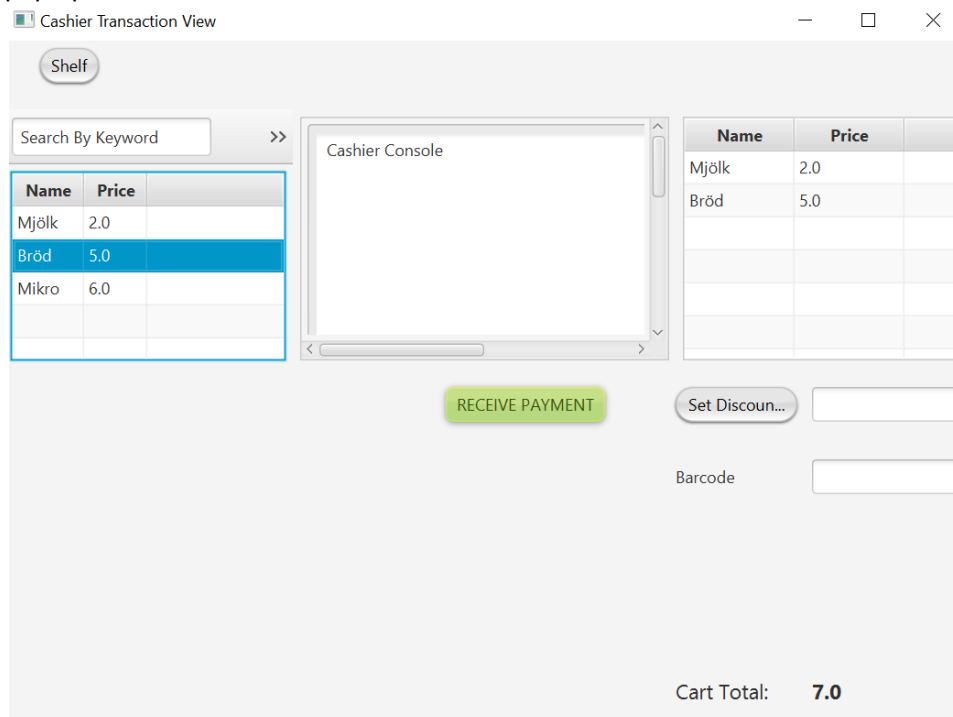 Cashier Transaction View
Shelf
Search By Keyword >>
Name Price
Mjölk 2.0
Bröd 5.0
Mikro 6.0
Cashier Console
Name Price
Mjölk 2.0
Bröd 5.0
RECEIVE PAYMENT
Set Discoun...
Barcode
Cart Total: 7.0